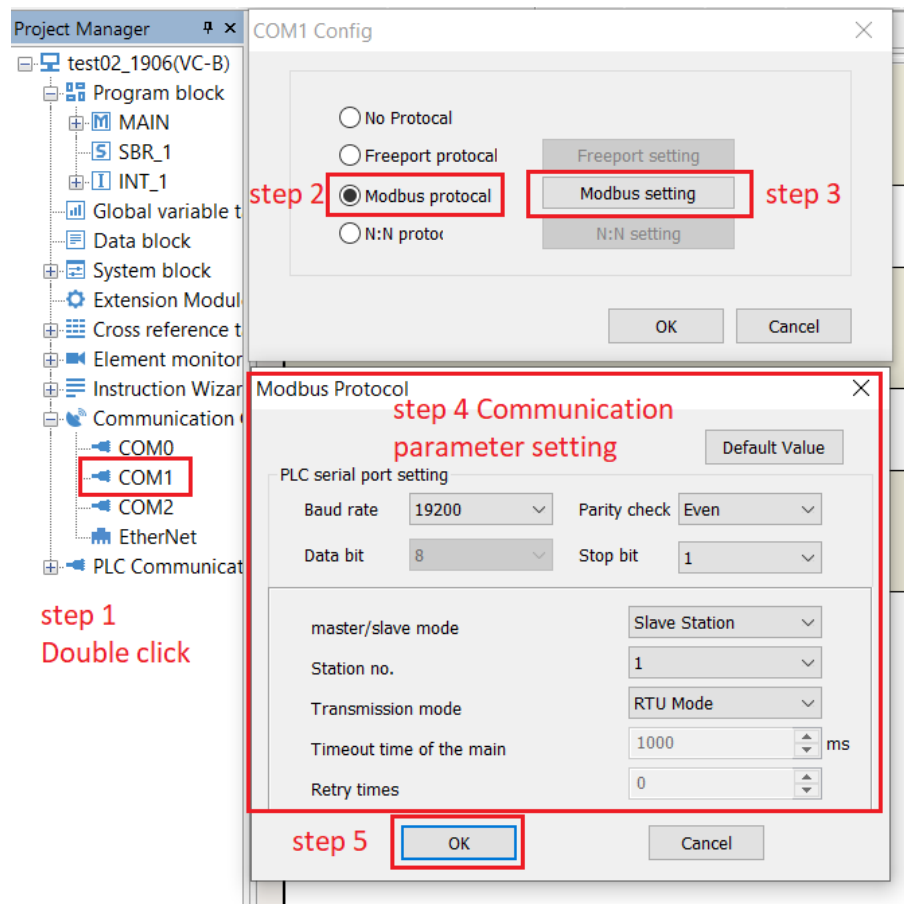 Project Manager
test02_1906(VC-B)
Program block
MAIN
SBR_1
INT_1
Global variable t
Data block
System block
Extension Modul
Cross reference t
Element monitor
Instruction Wizar
Communication
COM0
COM1
COM2
EtherNet
PLC Communicat
step 1
Double click
COM1 Config
No Protocal
Freeport protocal
Freeport setting
step 2
Modbus protocal
Modbus setting
step 3
N:N protoc
N:N setting
OK
Cancel
Modbus Protocol
step 4 Communication
parameter setting
Default Value
PLC serial port setting
Baud rate
19200
Parity check
Even
Data bit
8
Stop bit
1
master/slave mode
Slave Station
Station no.
1
Transmission mode
RTU Mode
Timeout time of the main
1000
ms
Retry times
0
step 5
OK
Cancel